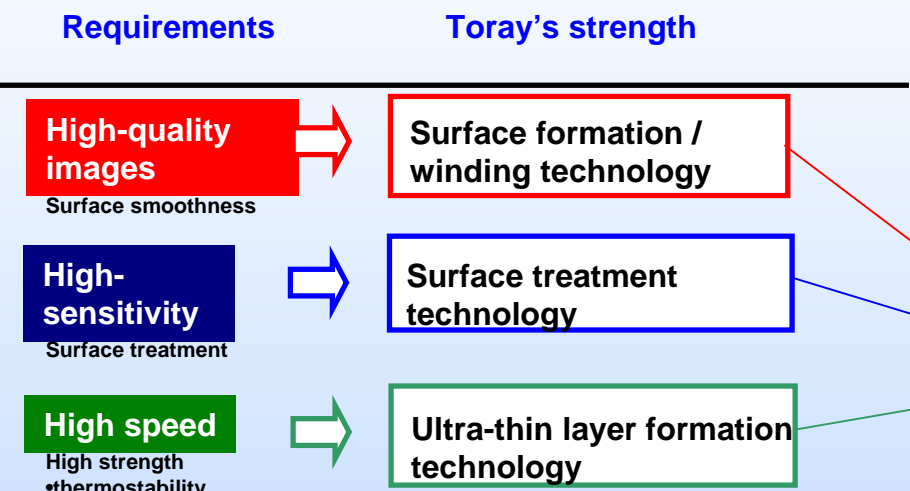 Requirements
Toray's strength
High-quality
images
Surface smoothness
Surface formation /
winding technology
High-
sensitivity
Surface treatment
Surface treatment
technology
High speed
High strength
•thermostability
Ultra-thin layer formation
technology